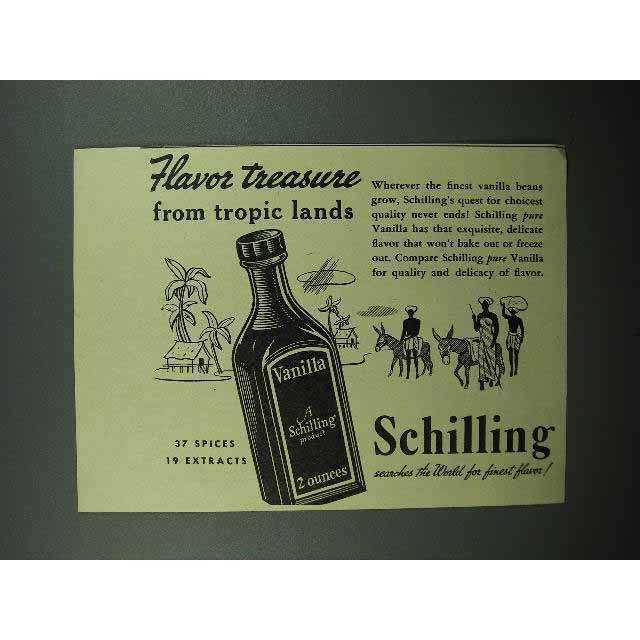 Flavor treasure
from tropic lands
Wherever the finest vanilla beans
grow, Schilling's quest for choicest
quality never ends! Schilling pure
Vanilla has that exquisite, delicate
flavor that won't bake out or freeze
out. Compare Schilling pure Vanilla
for quality and delicacy of flavor.
Vanilla
A
Schilling
product
2 ounces
37 SPICES
19 EXTRACTS
Schilling
searches the World for finest flavor!